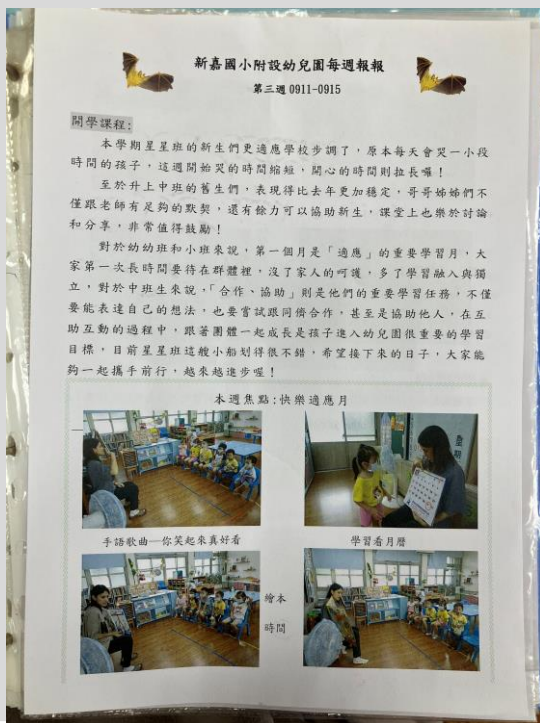 新嘉國小附設幼兒園每週報報
第三週 0911-0915
開學課程:
本學期星星班的新生們更適應學校步調了，原本每天會哭一小段
時間的孩子，這週開始哭的時間縮短，開心的時間則拉長囉！
至於升上中班的舊生們，表現得比去年更加穩定，哥哥姊姊們不
僅跟老師有足夠的默契，還有餘力可以協助新生，課堂上也樂於討論
和分享，非常值得鼓勵！
對於幼幼班和小班來說，第一個月是「適應」的重要學習月，大
家第一次長時間要待在群體裡，沒了家人的呵護，多了學習融入與獨
立，對於中班生來說，「合作、協助」則是他們的重要學習任務，不僅
要能表達自己的想法，也要嘗試跟同儕合作，甚至是協助他人，在互
助互動的過程中，跟著團體一起成長是孩子進入幼兒園很重要的學習
目標，目前星星班這艘小船划得很不錯，希望接下來的日子，大家能
夠一起攜手前行，越來越進步喔！
本週焦點:快樂適應月
手語歌曲—你笑起來真好看
學習看月曆
繪本
時間